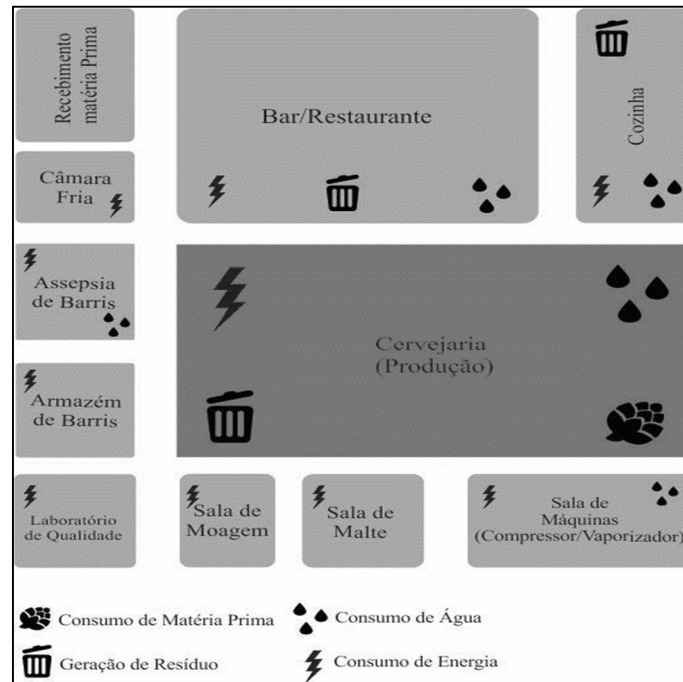 Recebimento
matéria Prima
Bar/Restaurante
Cozinha
Câmara
Fria
Assepsia
de Barris
Cervejaria
(Produção)
Armazém
de Barris
Laboratório
de Qualidade
Sala de
Moagem
Sala de
Malte
Sala de
Máquinas
(Compressor/Vaporizador)
Consumo de Matéria Prima
Consumo de Água
Geração de Resíduo
Consumo de Energia